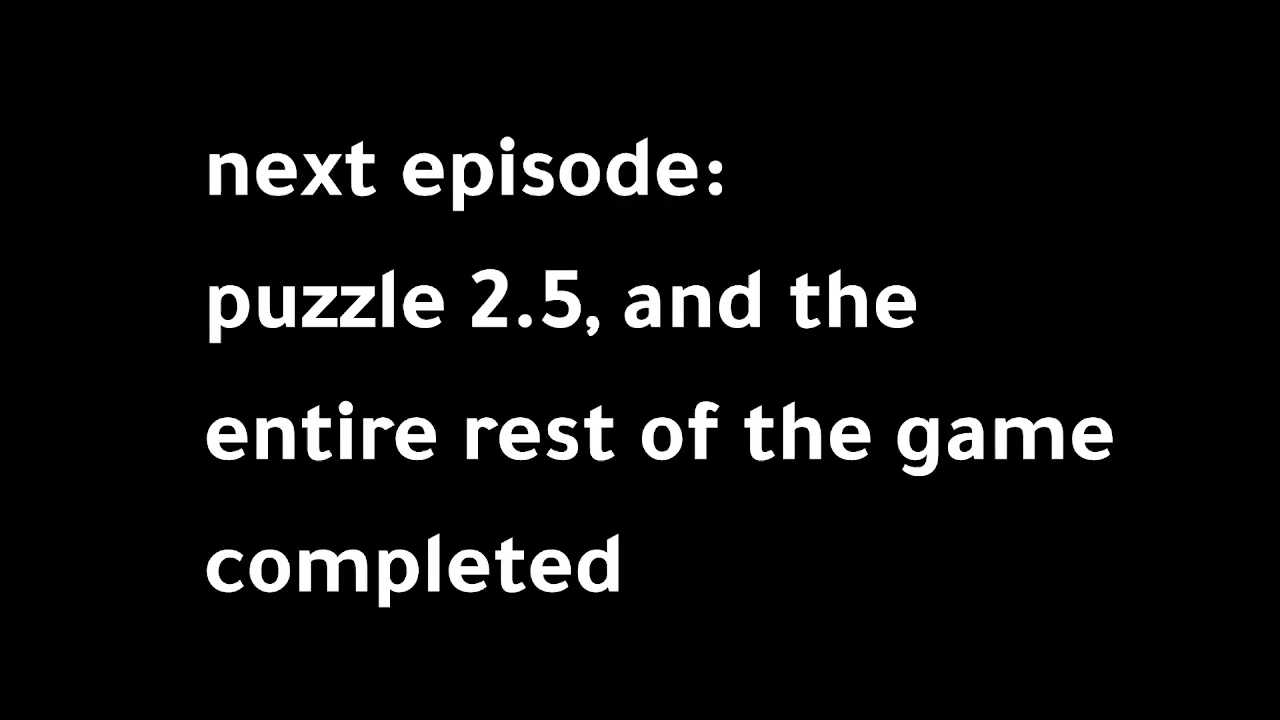 next episode:
puzzle 2.5, and the
entire rest of the game
completed